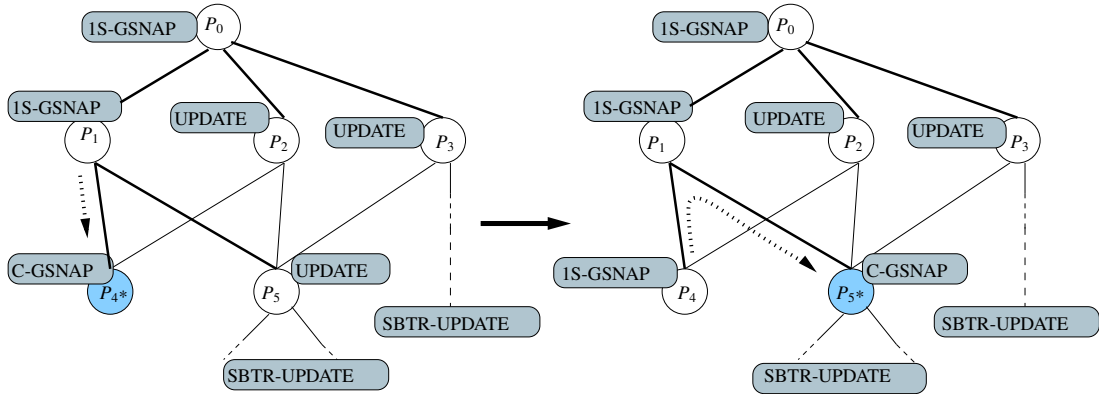 1S-GSNAP P0
1S-GSNAP P1
UPDATE P2
UPDATE P3
C-GSNAP P4*
P5 UPDATE
SBTR-UPDATE
SBTR-UPDATE
1S-GSNAP P0
1S-GSNAP P1
UPDATE P2
UPDATE P3
1S-GSNAP P4
P5* C-GSNAP
SBTR-UPDATE
SBTR-UPDATE